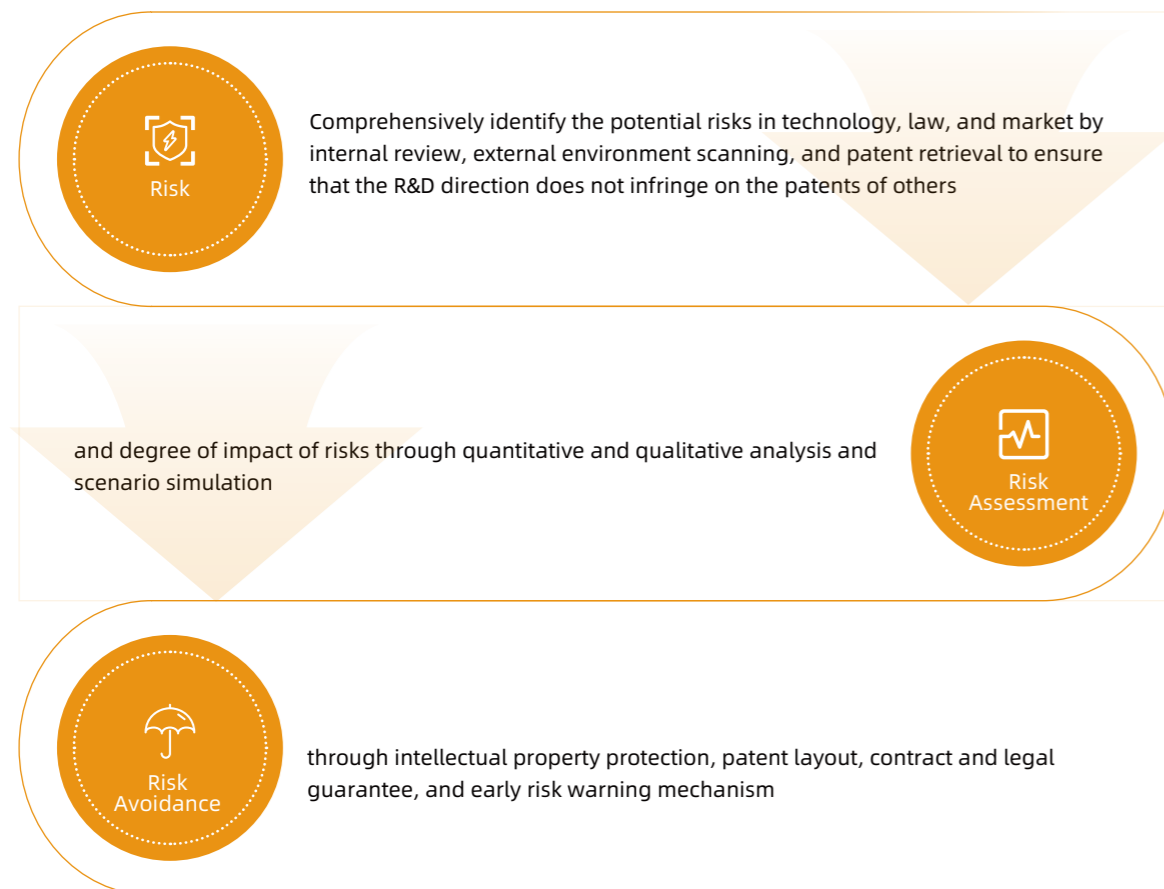 Risk
Comprehensively identify the potential risks in technology, law, and market by
internal review, external environment scanning, and patent retrieval to ensure
that the R&D direction does not infringe on the patents of others
and degree of impact of risks through quantitative and qualitative analysis and
scenario simulation
Risk
Assessment
Risk
Avoidance
through intellectual property protection, patent layout, contract and legal
guarantee, and early risk warning mechanism